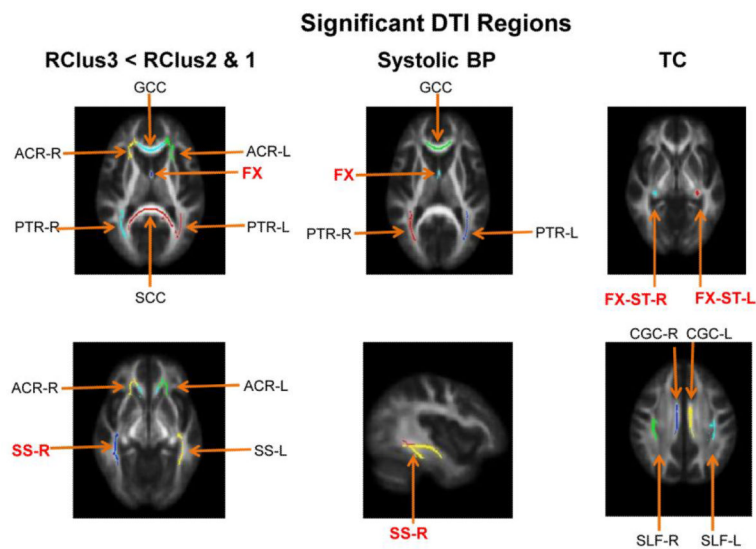 Significant DTI Regions
RClus3 < RClus2 & 1
Systolic BP
TC
GCC
GCC
ACR-R
ACR-L
FX
FX
PTR-R
PTR-L
PTR-R
PTR-L
SCC
FX-ST-R
FX-ST-L
CGC-R
CGC-L
ACR-R
ACR-L
SS-R
SS-L
SS-R
SLF-R
SLF-L